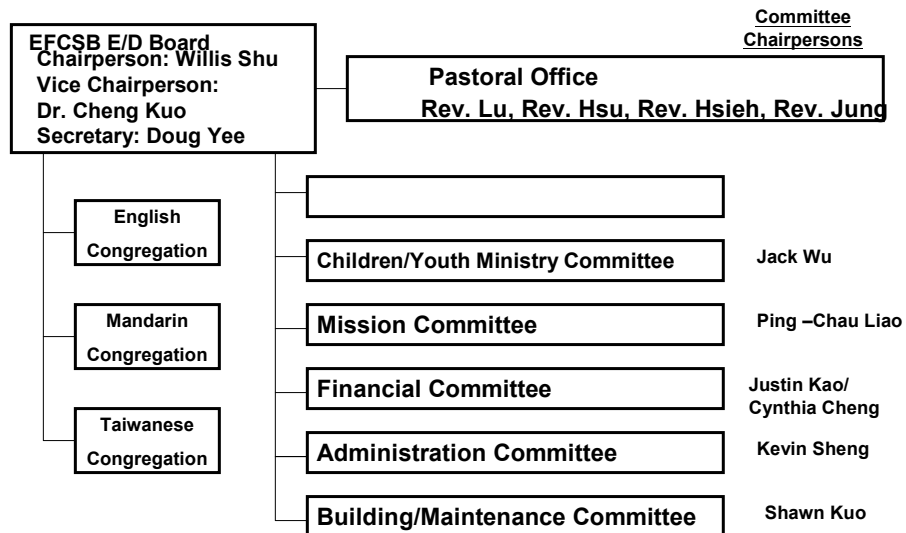 Committee
Chairpersons
EFCSB E/D Board
Chairperson: Willis Shu
Vice Chairperson:
Dr. Cheng Kuo
Secretary: Doug Yee
Pastoral Office
Rev. Lu, Rev. Hsu, Rev. Hsieh, Rev. Jung
English
Congregation
Mandarin
Congregation
Taiwanese
Congregation
Children/Youth Ministry Committee
Jack Wu
Mission Committee
Ping –Chau Liao
Financial Committee
Justin Kao/
Cynthia Cheng
Administration Committee
Kevin Sheng
Building/Maintenance Committee
Shawn Kuo